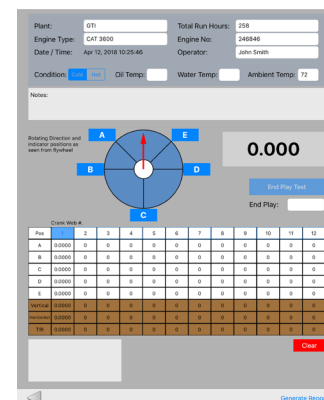 Plant: GTI Total Run Hours: 258
Engine Type: CAT 3600 Engine No: 246846
Date / Time: Apr 12, 2018 10:25:46 Operator: John Smith
Condition: Cold Hot Oil Temp: Water Temp: Ambient Temp: 72
Notes:
Rotating Direction and
indicator positions as
seen from flywheel
A E
B D
C
0.000
End Play Test
End Play:
Crank Web #:
Pos 1 2 3 4 5 6 7 8 9 10 11 12
A 0.0000 0 0 0 0 0 0 0 0 0 0 0
B 0.0000 0 0 0 0 0 0 0 0 0 0 0
C 0.0000 0 0 0 0 0 0 0 0 0 0 0
D 0.0000 0 0 0 0 0 0 0 0 0 0 0
E 0.0000 0 0 0 0 0 0 0 0 0 0 0
Vertical 0.0000 0 0 0 0 0 0 0 0 0 0 0
Horizontal 0.0000 0 0 0 0 0 0 0 0 0 0 0
TIR 0.0000 0 0 0 0 0 0 0 0 0 0 0
Clear
Generate Repo